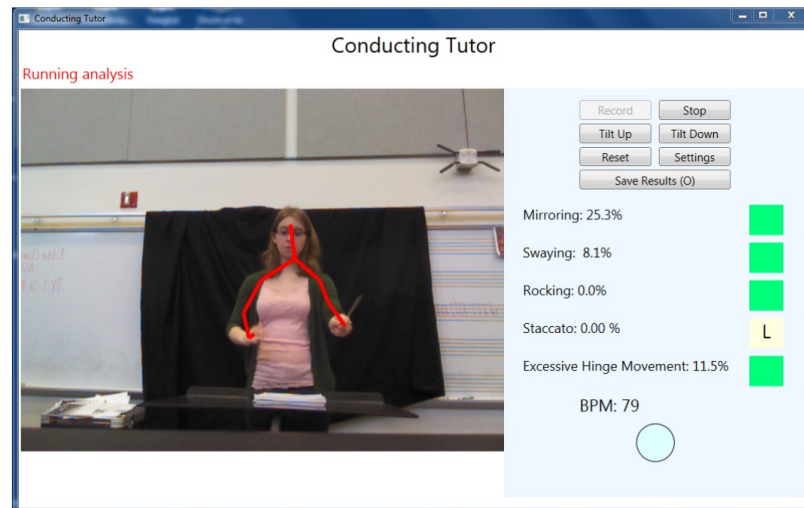 Conducting Tutor
Conducting Tutor
Running analysis
Record Stop
Tilt Up Tilt Down
Reset Settings
Save Results (O)
Mirroring: 25.3%
Swaying: 8.1%
Rocking: 0.0%
Staccato: 0.00 % L
Excessive Hinge Movement: 11.5%
BPM: 79